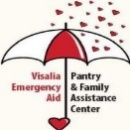 Visalia
Emergency
Aid
Pantry
& Family
Assistance
Center